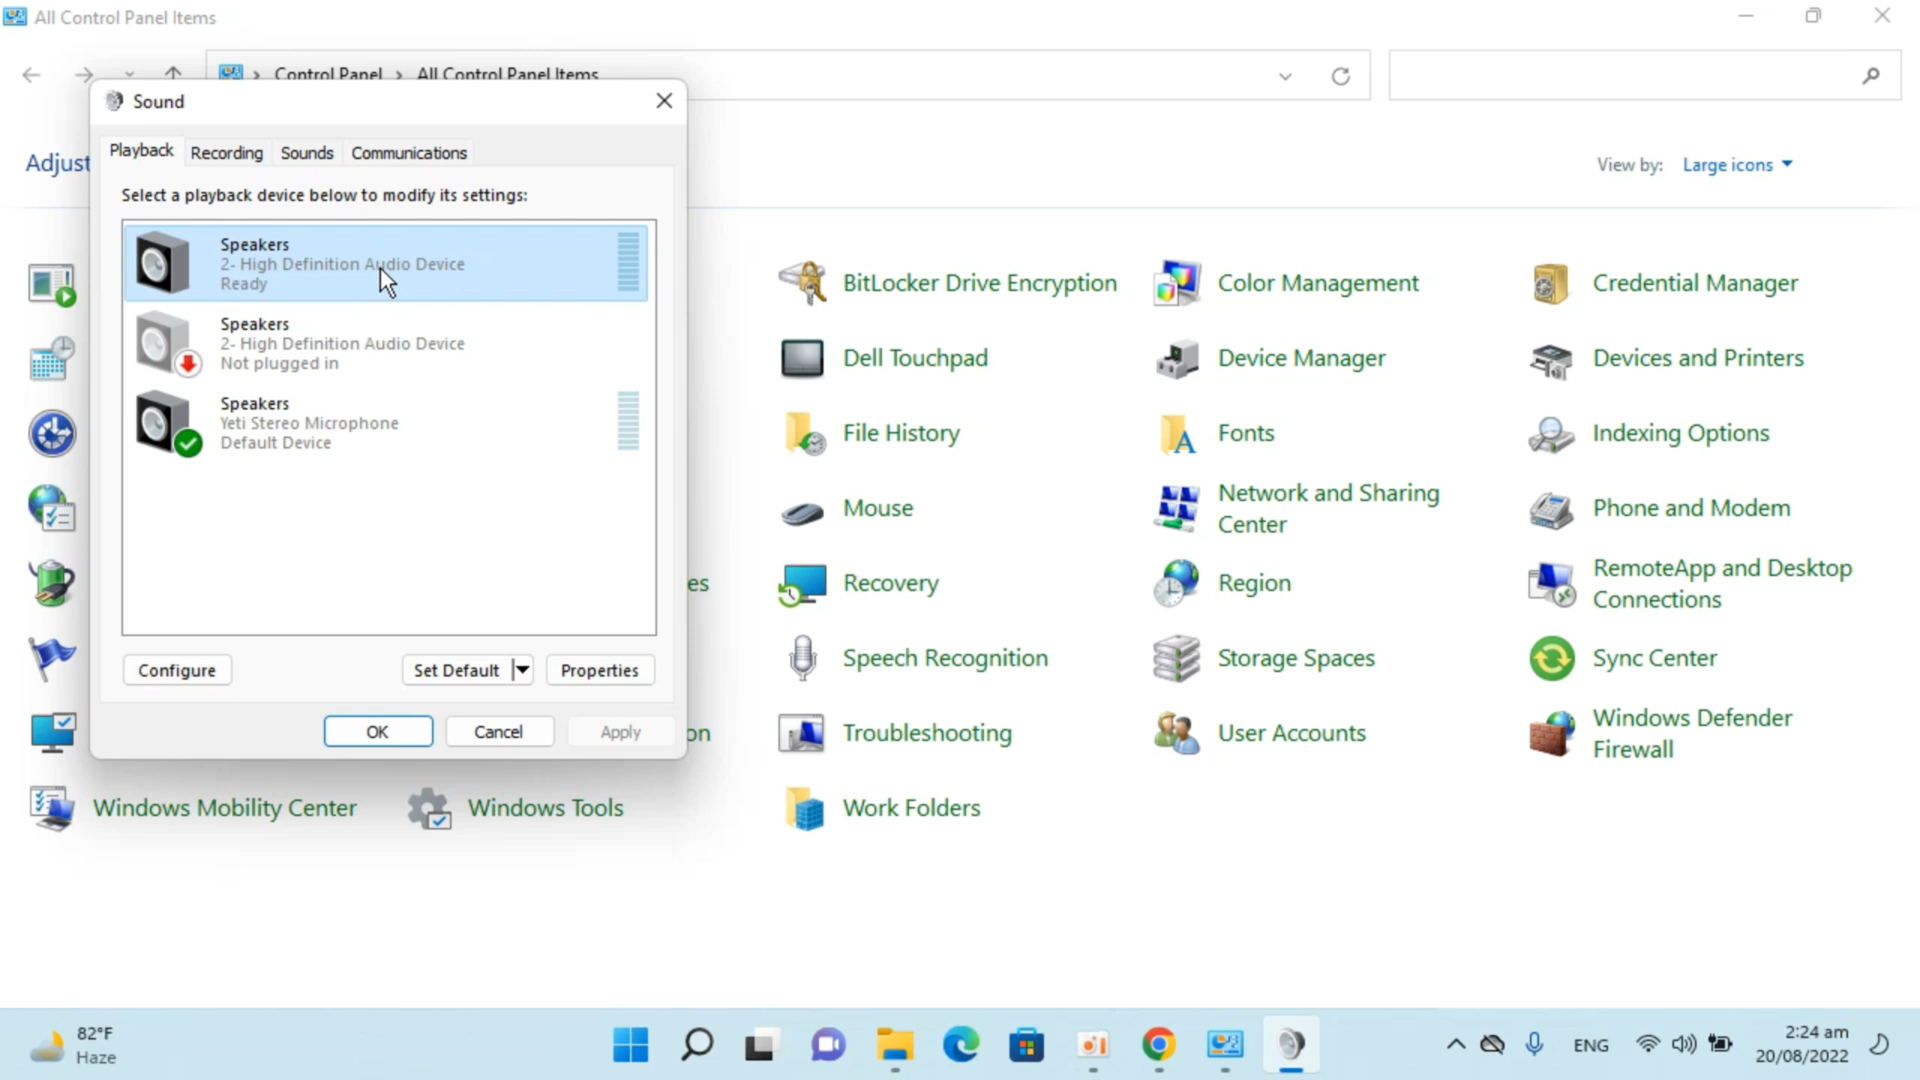 All Control Panel Items
Control Panel > All Control Panel Items
Sound
Playback Recording Sounds Communications
Adjust
View by: Large icons
Select a playback device below to modify its settings:
Speakers
2- High Definition Audio Device
Ready
Speakers
2- High Definition Audio Device
Not plugged in
Speakers
Yeti Stereo Microphone
Default Device
Configure Set Default Properties
OK Cancel Apply
BitLocker Drive Encryption
Color Management
Credential Manager
Dell Touchpad
Device Manager
Devices and Printers
File History
Fonts
Indexing Options
Mouse
Network and Sharing
Center
Phone and Modem
es
Recovery
Region
RemoteApp and Desktop
Connections
Speech Recognition
Storage Spaces
Sync Center
on
Troubleshooting
User Accounts
Windows Defender
Firewall
Windows Mobility Center
Windows Tools
Work Folders
82°F
Haze
ENG
2:24 am
20/08/2022